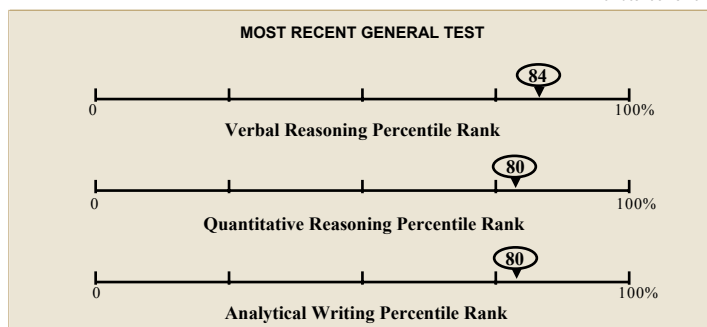 MOST RECENT GENERAL TEST
84
0 100%
Verbal Reasoning Percentile Rank
80
0 100%
Quantitative Reasoning Percentile Rank
80
0 100%
Analytical Writing Percentile Rank